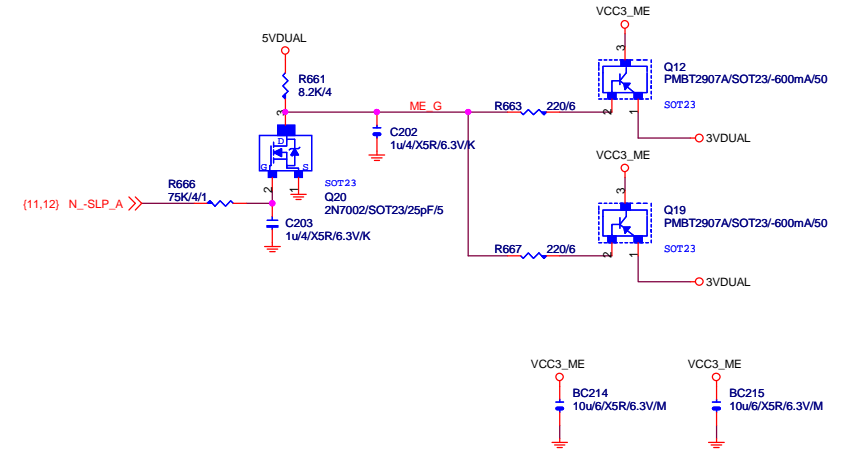 VCC3_ME
3
Q12
PMBT2907A/SOT23/-600mA/50
SOT23
2
1
3VDUAL
5VDUAL
R661
8.2K/4
3
ME_G
R663
220/6
C202
1u/4/X5R/6.3V/K
D
G
S
SOT23
2
1
Q20
2N7002/SOT23/25pF/5
R666
75K/4/1
{11,12} N_-SLP_A
C203
1u/4/X5R/6.3V/K
VCC3_ME
3
Q19
PMBT2907A/SOT23/-600mA/50
SOT23
R667
220/6
2
1
3VDUAL
VCC3_ME
BC214
10u/6/X5R/6.3V/M
VCC3_ME
BC215
10u/6/X5R/6.3V/M